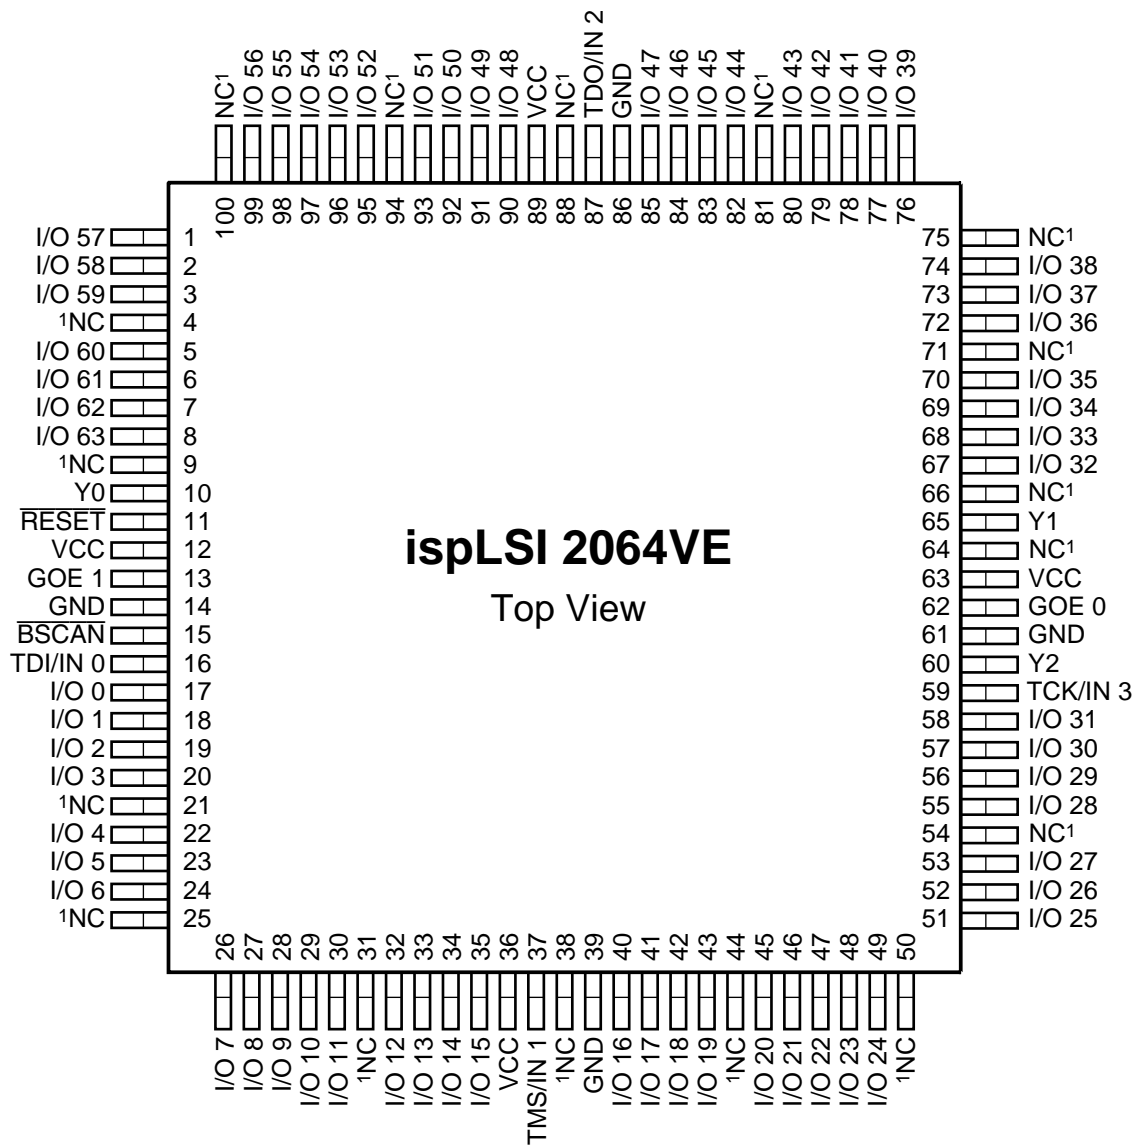 NC1
I/O 56
I/O 55
I/O 54
I/O 53
I/O 52
NC1
I/O 51
I/O 50
I/O 49
I/O 48
VCC
NC1
TDO/IN 2
GND
I/O 47
I/O 46
I/O 45
I/O 44
NC1
I/O 43
I/O 42
I/O 41
I/O 40
I/O 39
100
99
98
97
96
95
94
93
92
91
90
89
88
87
86
85
84
83
82
81
80
79
78
77
76
I/O 57 1
I/O 58 2
I/O 59 3
1NC 4
I/O 60 5
I/O 61 6
I/O 62 7
I/O 63 8
1NC 9
Y0 10
RESET 11
VCC 12
GOE 1 13
GND 14
BSCAN 15
TDI/IN 0 16
I/O 0 17
I/O 1 18
I/O 2 19
I/O 3 20
1NC 21
I/O 4 22
I/O 5 23
I/O 6 24
1NC 25
ispLSI 2064VE
Top View
75 NC1
74 I/O 38
73 I/O 37
72 I/O 36
71 NC1
70 I/O 35
69 I/O 34
68 I/O 33
67 I/O 32
66 NC1
65 Y1
64 NC1
63 VCC
62 GOE 0
61 GND
60 Y2
59 TCK/IN 3
58 I/O 31
57 I/O 30
56 I/O 29
55 I/O 28
54 NC1
53 I/O 27
52 I/O 26
51 I/O 25
26
27
28
29
30
31
32
33
34
35
36
37
38
39
40
41
42
43
44
45
46
47
48
49
50
I/O 7
I/O 8
I/O 9
I/O 10
I/O 11
1NC
I/O 12
I/O 13
I/O 14
I/O 15
VCC
TMS/IN 1
1NC
GND
I/O 16
I/O 17
I/O 18
I/O 19
1NC
I/O 20
I/O 21
I/O 22
I/O 23
I/O 24
1NC